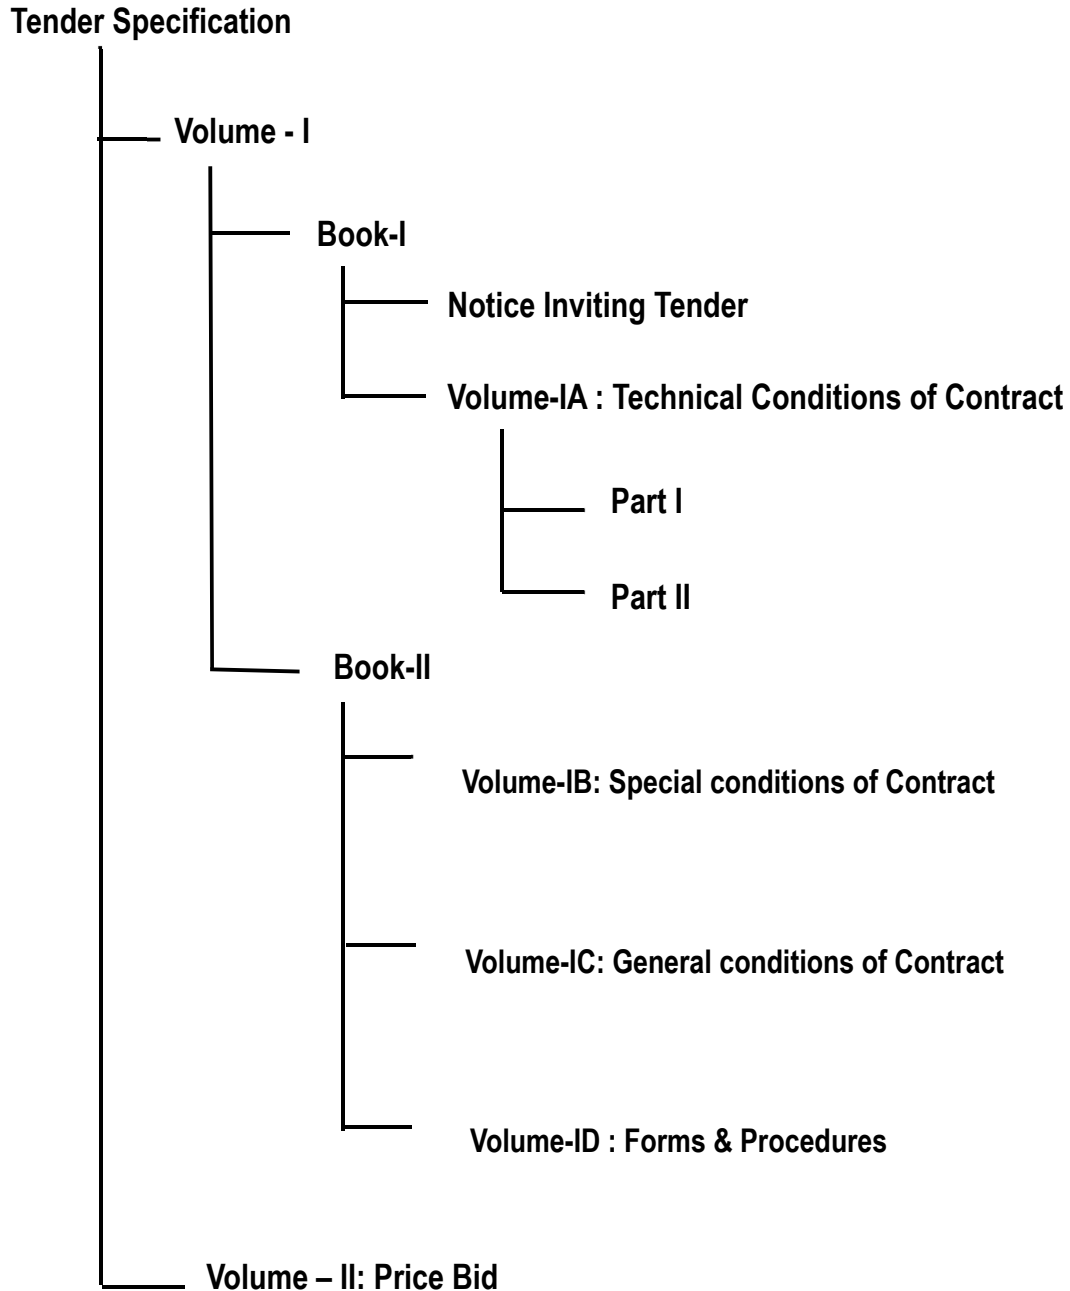 Tender Specification
Volume - I
Book-I
Notice Inviting Tender
Volume-IA : Technical Conditions of Contract
Part I
Part II
Book-II
Volume-IB: Special conditions of Contract
Volume-IC: General conditions of Contract
Volume-ID : Forms & Procedures
Volume – II: Price Bid